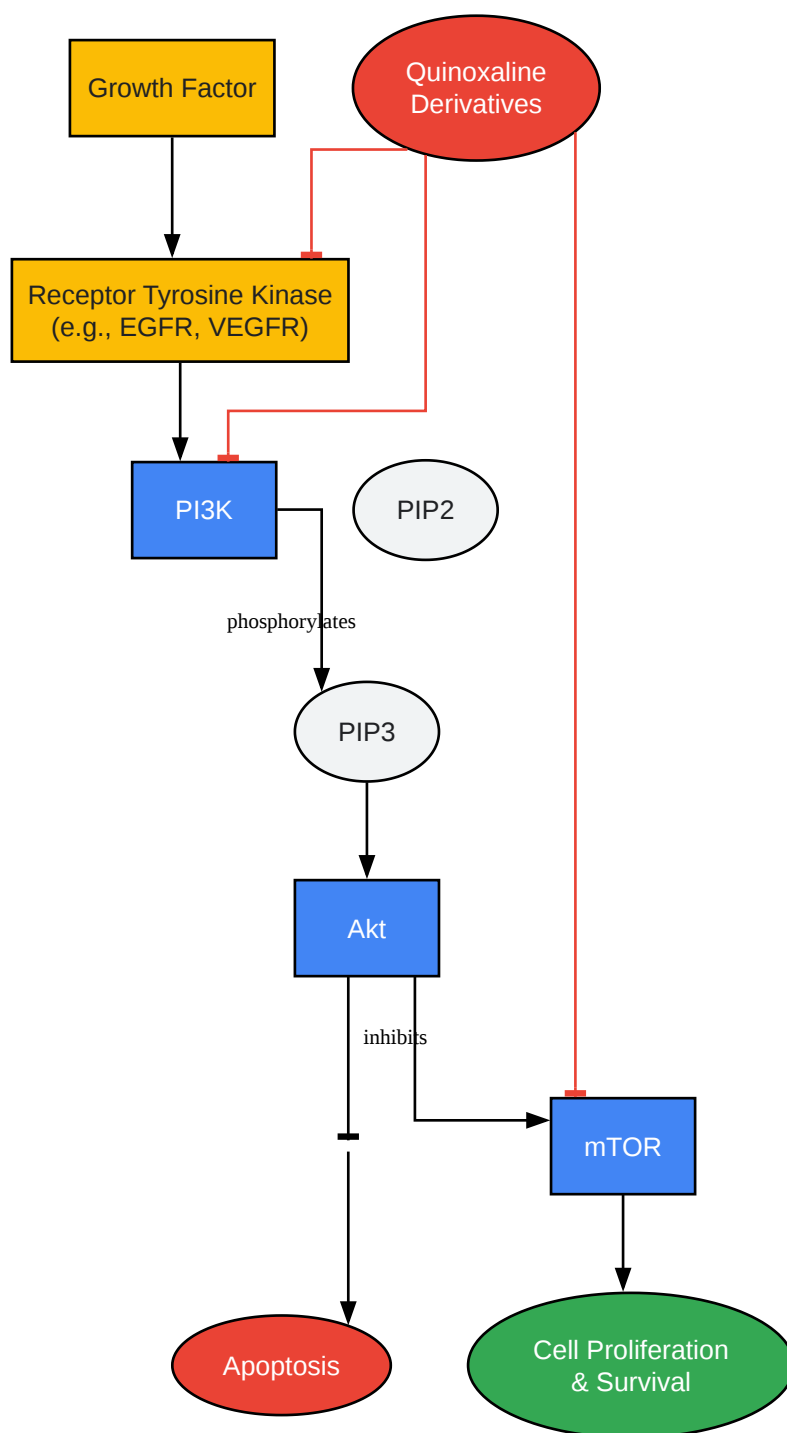 Growth Factor
Quinoxaline
Derivatives
Receptor Tyrosine Kinase
(e.g., EGFR, VEGFR)
PI3K
PIP2
phosphorylates
PIP3
Akt
inhibits
mTOR
Apoptosis
Cell Proliferation
& Survival